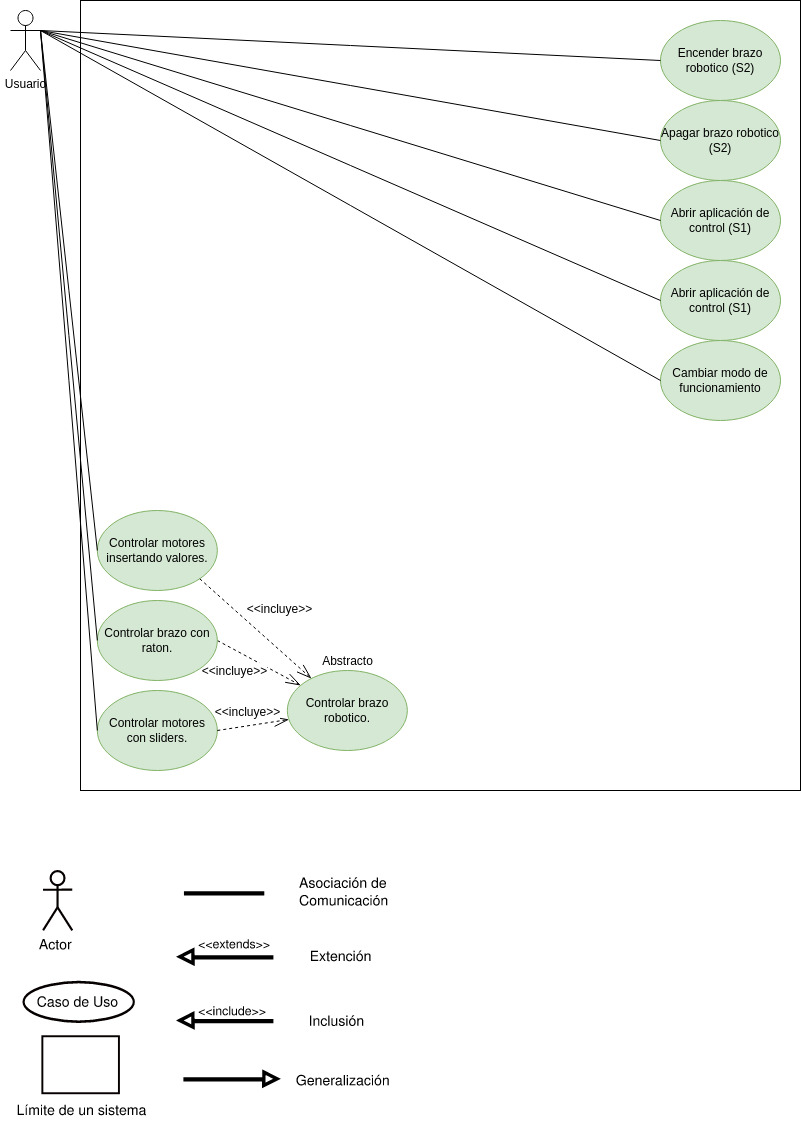 Usuario
Encender brazo
robotico (S2)
Apagar brazo robotico
(S2)
Abrir aplicación de
control (S1)
Abrir aplicación de
control (S1)
Cambiar modo de
funcionamiento
Controlar motores
insertando valores.
<<incluye>>
Controlar brazo con
raton.
<<incluye>>
Abstracto
Controlar brazo
robotico.
<<incluye>>
Controlar motores
con sliders.
Actor
Asociación de
Comunicación
<<extends>>
Extención
Caso de Uso
<<include>>
Inclusión
Límite de un sistema
Generalización